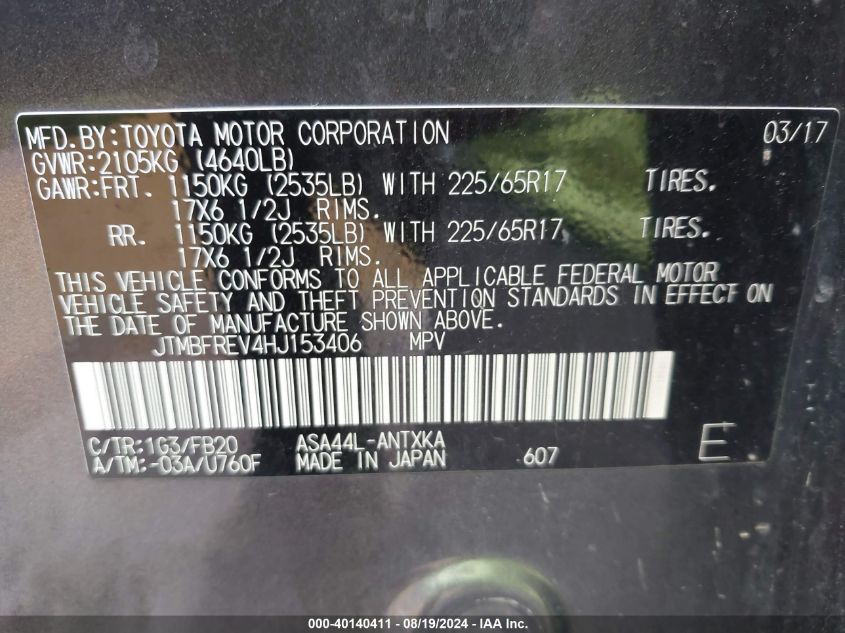 MFD.BY:TOYOTA MOTOR CORPORATION 03/17
GVWR:2105KG (4640LB)
GAWR:FRT. 1150KG (2535LB) WITH 225/65R17 TIRES.
17X6 1/2J RIMS.
RR. 1150KG (2535LB) WITH 225/65R17 TIRES.
17X6 1/2J RIMS.
THIS VEHICLE CONFORMS TO ALL APPLICABLE FEDERAL MOTOR
VEHICLE SAFETY AND THEFT PREVENTION STANDARDS IN EFFECT ON
THE DATE OF MANUFACTURE SHOWN ABOVE.
JTMBFREV4HJ153406 MPV
C/TR:1G3/FB20 ASA44L-ANTXKA
A/TM:-03A/U760F MADE IN JAPAN 607 E
000-40140411 - 08/19/2024 - IAA Inc.